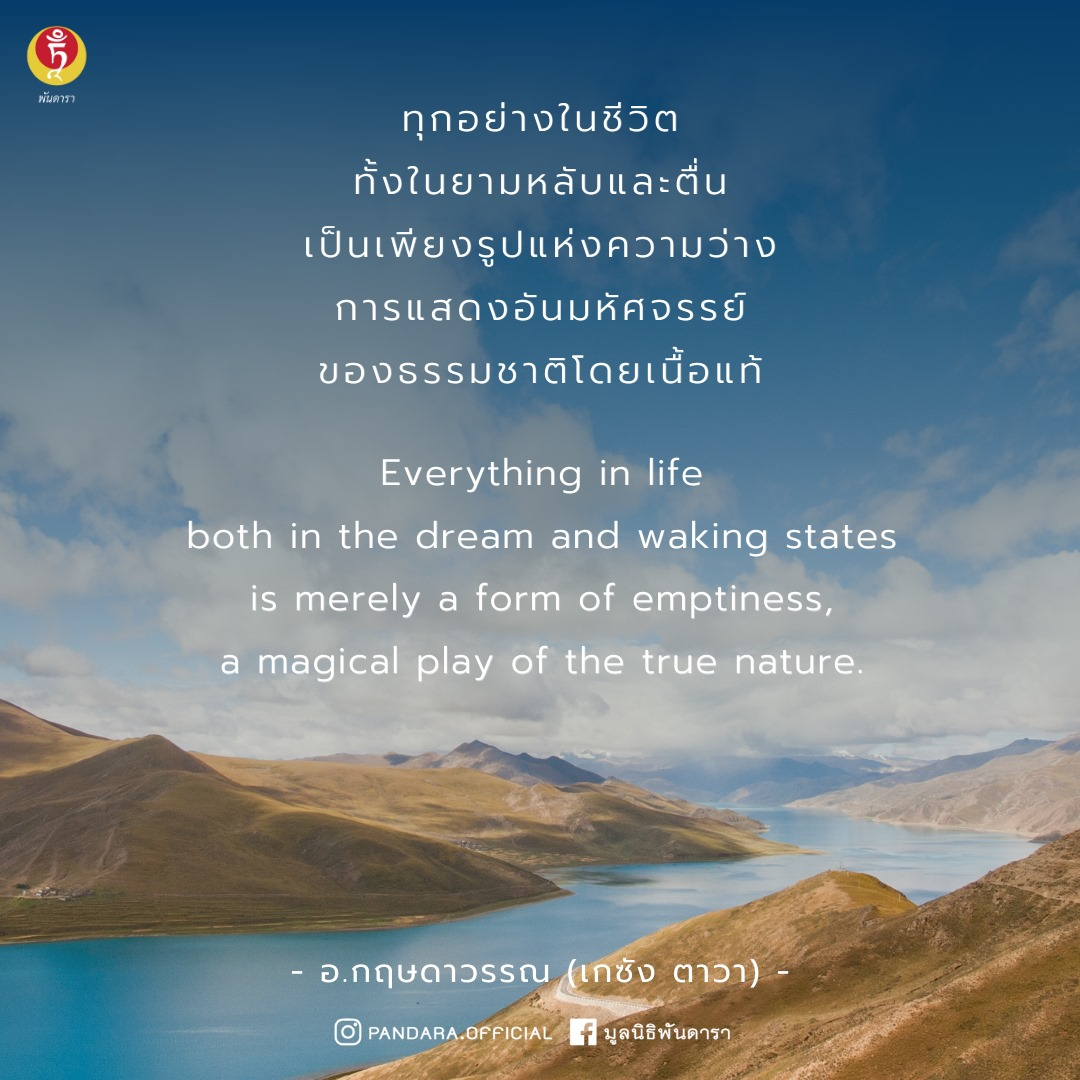 พันดารา
ทุกอย่างในชีวิต
ทั้งในยามหลับและตื่น
เป็นเพียงรูปแห่งความว่าง
การแสดงอันมหัศจรรย์
ของธรรมชาติโดยเนื้อแท้
Everything in life
both in the dream and waking states
is merely a form of emptiness,
a magical play of the true nature.
- อ.กฤษดาวรรณ (เกซัง ตาวา) -
PANDARA.OFFICIAL มูลนิธิพันดารา